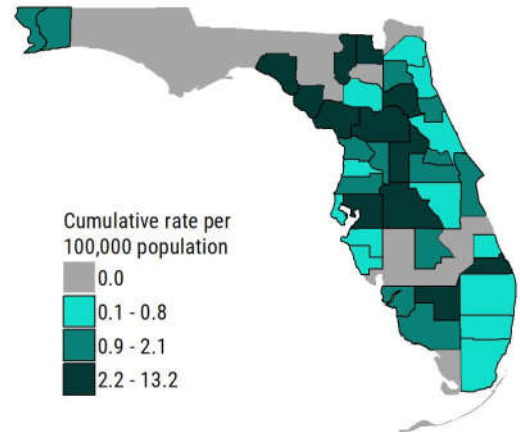 Cumulative rate per
100,000 population
0.0
0.1 - 0.8
0.9 - 2.1
2.2 - 13.2